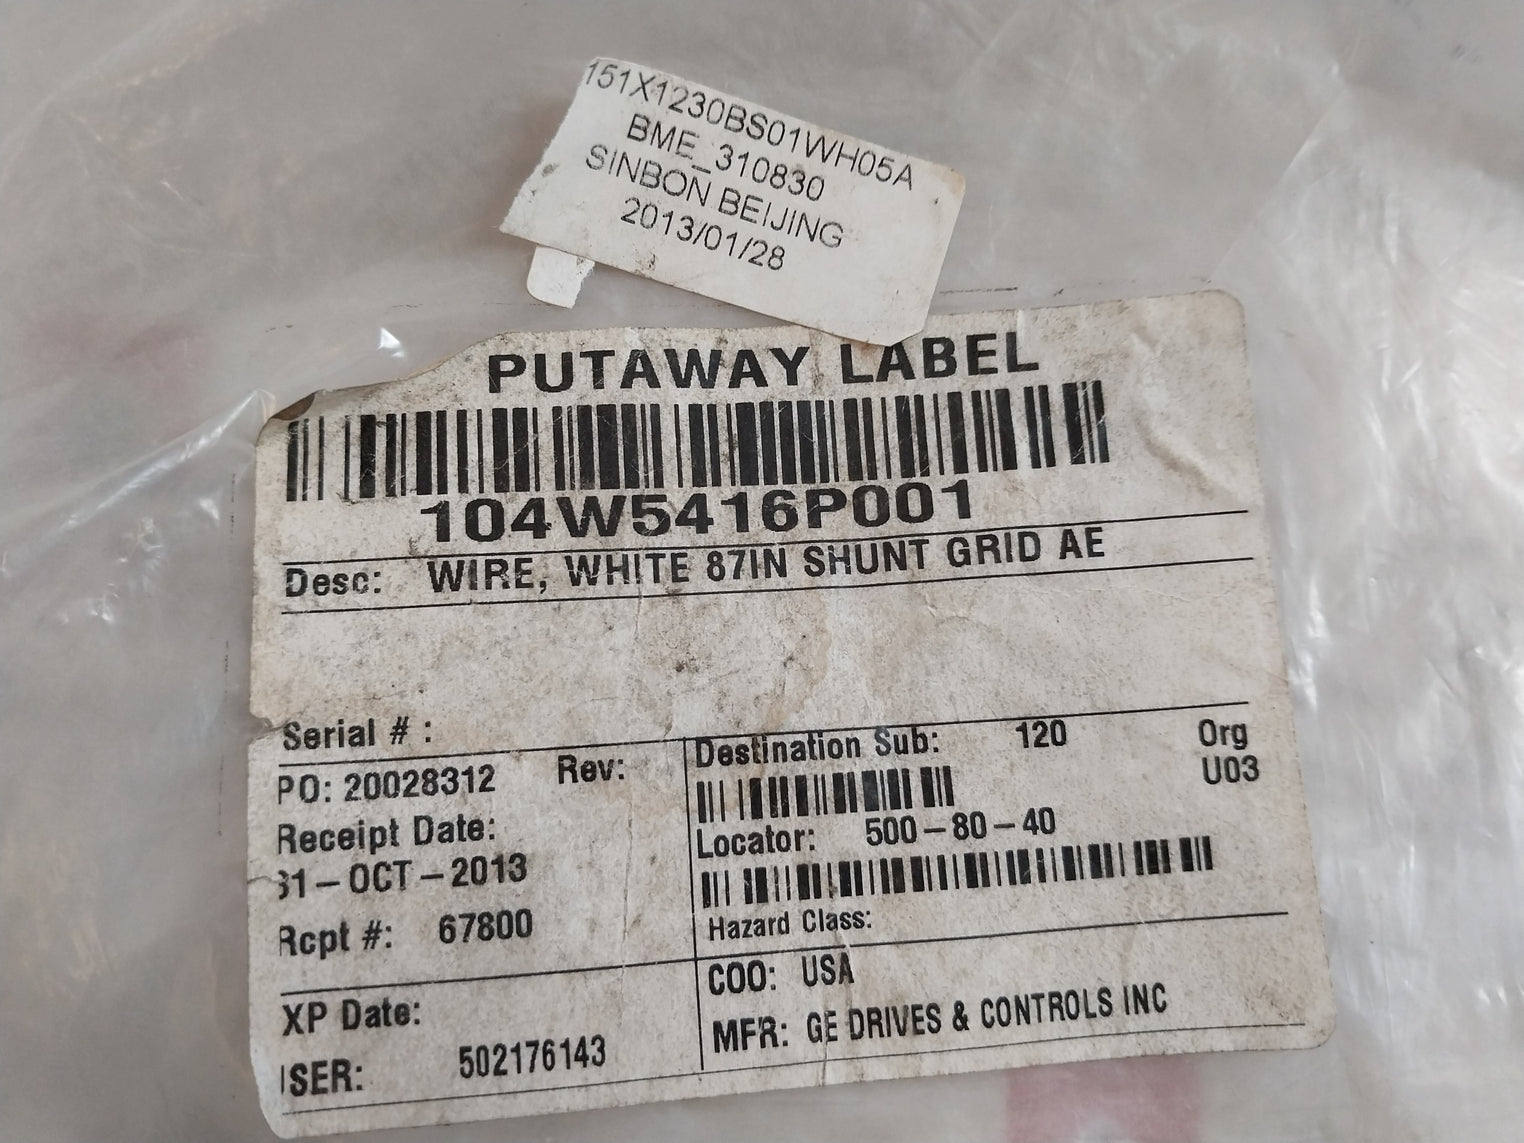 151X1230BS01WH05A
BME_310830
SINBON BEIJING
2013/01/28
PUTAWAY LABEL
104W5416P001
Desc: WIRE, WHITE 87IN SHUNT GRID AE
Serial # :
PO: 20028312 Rev:
Receipt Date:
31-OCT-2013
Rcpt #: 67800
XP Date:
SER: 502176143
Destination Sub: 120 Org
U03
Locator: 500-80-40
Hazard Class:
COO: USA
MFR: GE DRIVES & CONTROLS INC